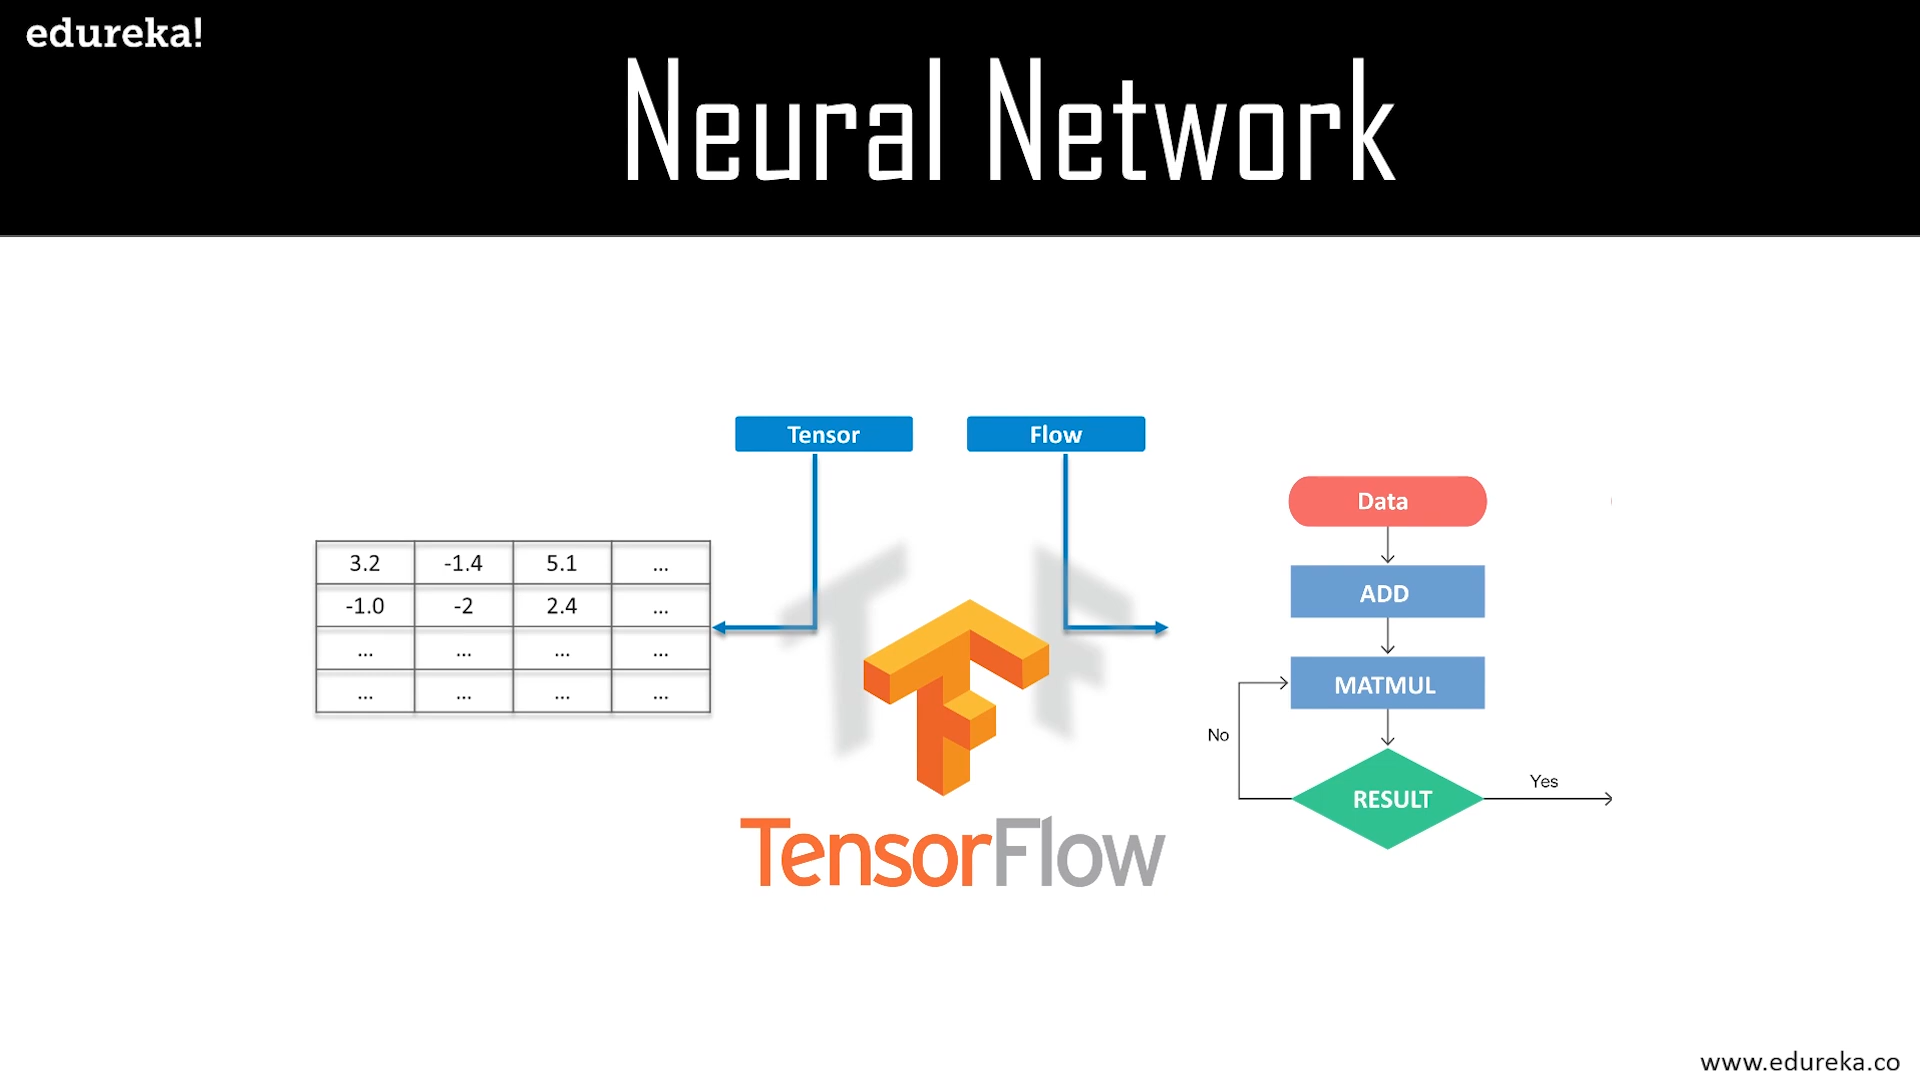 edureka!
Neural Network
Tensor
Flow
3.2 -1.4 5.1 ...
-1.0 -2 2.4 ...
... ... ... ...
... ... ... ...
T F
TensorFlow
Data
ADD
MATMUL
No
RESULT
Yes
www.edureka.co